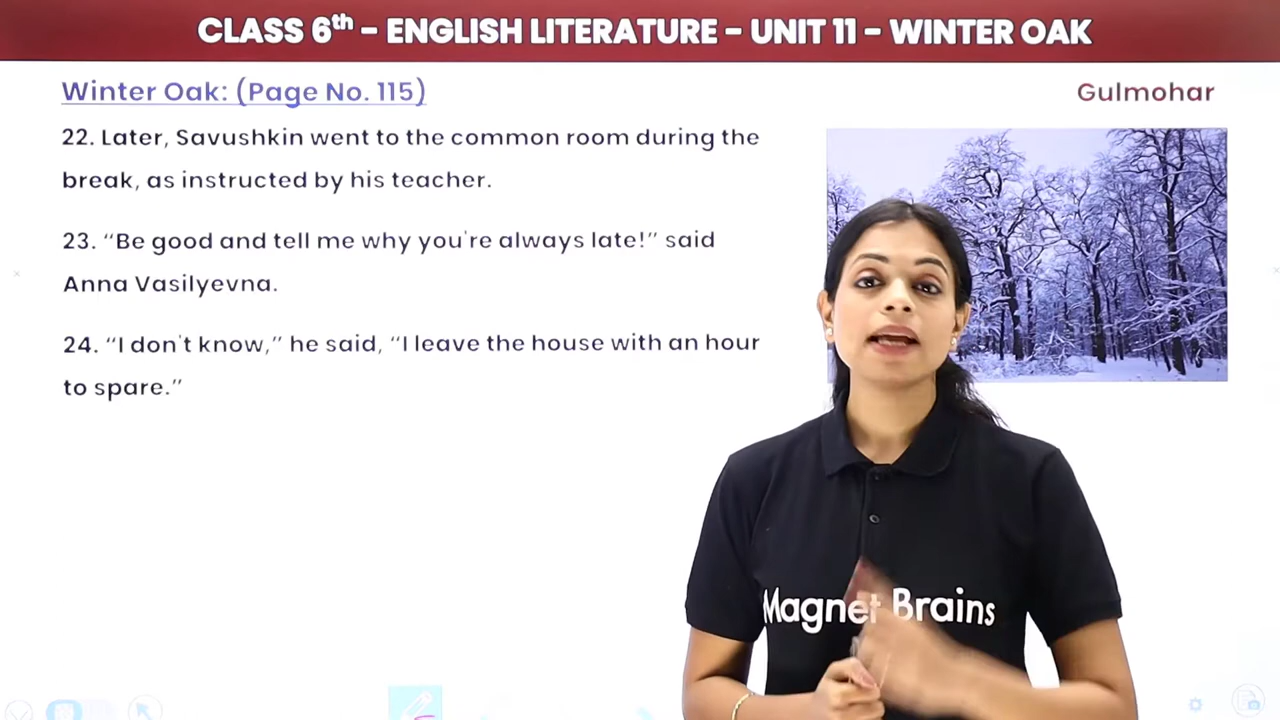 CLASS 6th - ENGLISH LITERATURE - UNIT 11 - WINTER OAK
Winter Oak: (Page No. 115)
Gulmohar
22. Later, Savushkin went to the common room during the
break, as instructed by his teacher.
23. “Be good and tell me why you're always late!” said
Anna Vasilyevna.
24. “I don't know,” he said, “I leave the house with an hour
to spare.”
Magnet Brains